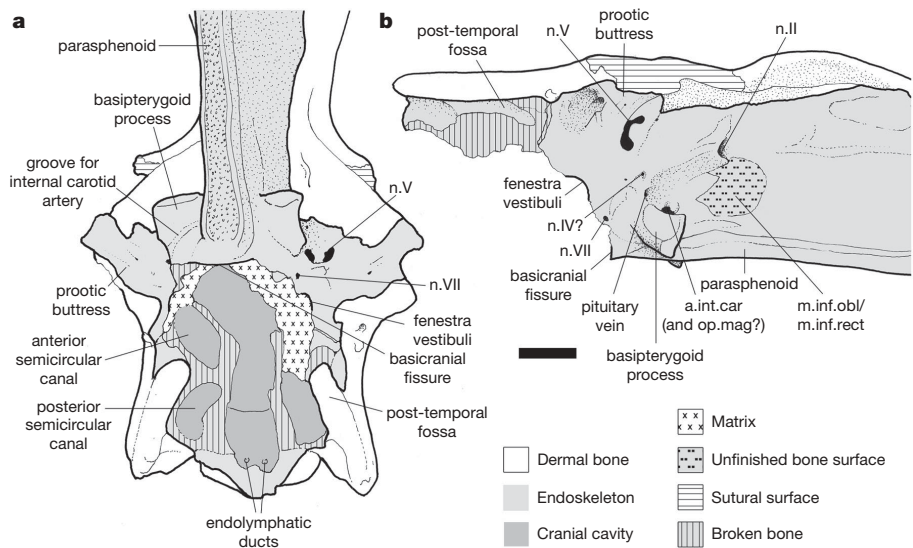 a
parasphenoid
basipterygoid
process
groove for
internal carotid
artery
prootic
buttress
anterior
semicircular
canal
posterior
semicircular
canal
endolymphatic
ducts
n.V
n.VII
fenestra
vestibuli
basicranial
fissure
post-temporal
fossa
b
post-temporal
fossa
n.V
prootic
buttress
n.II
fenestra
vestibuli
n.IV?
n.VII
basicranial
fissure
pituitary
vein
basipterygoid
process
a.int.car
(and op.mag?)
parasphenoid
m.inf.obl/
m.inf.rect
Dermal bone
Endoskeleton
Cranial cavity
Matrix
Unfinished bone surface
Sutural surface
Broken bone